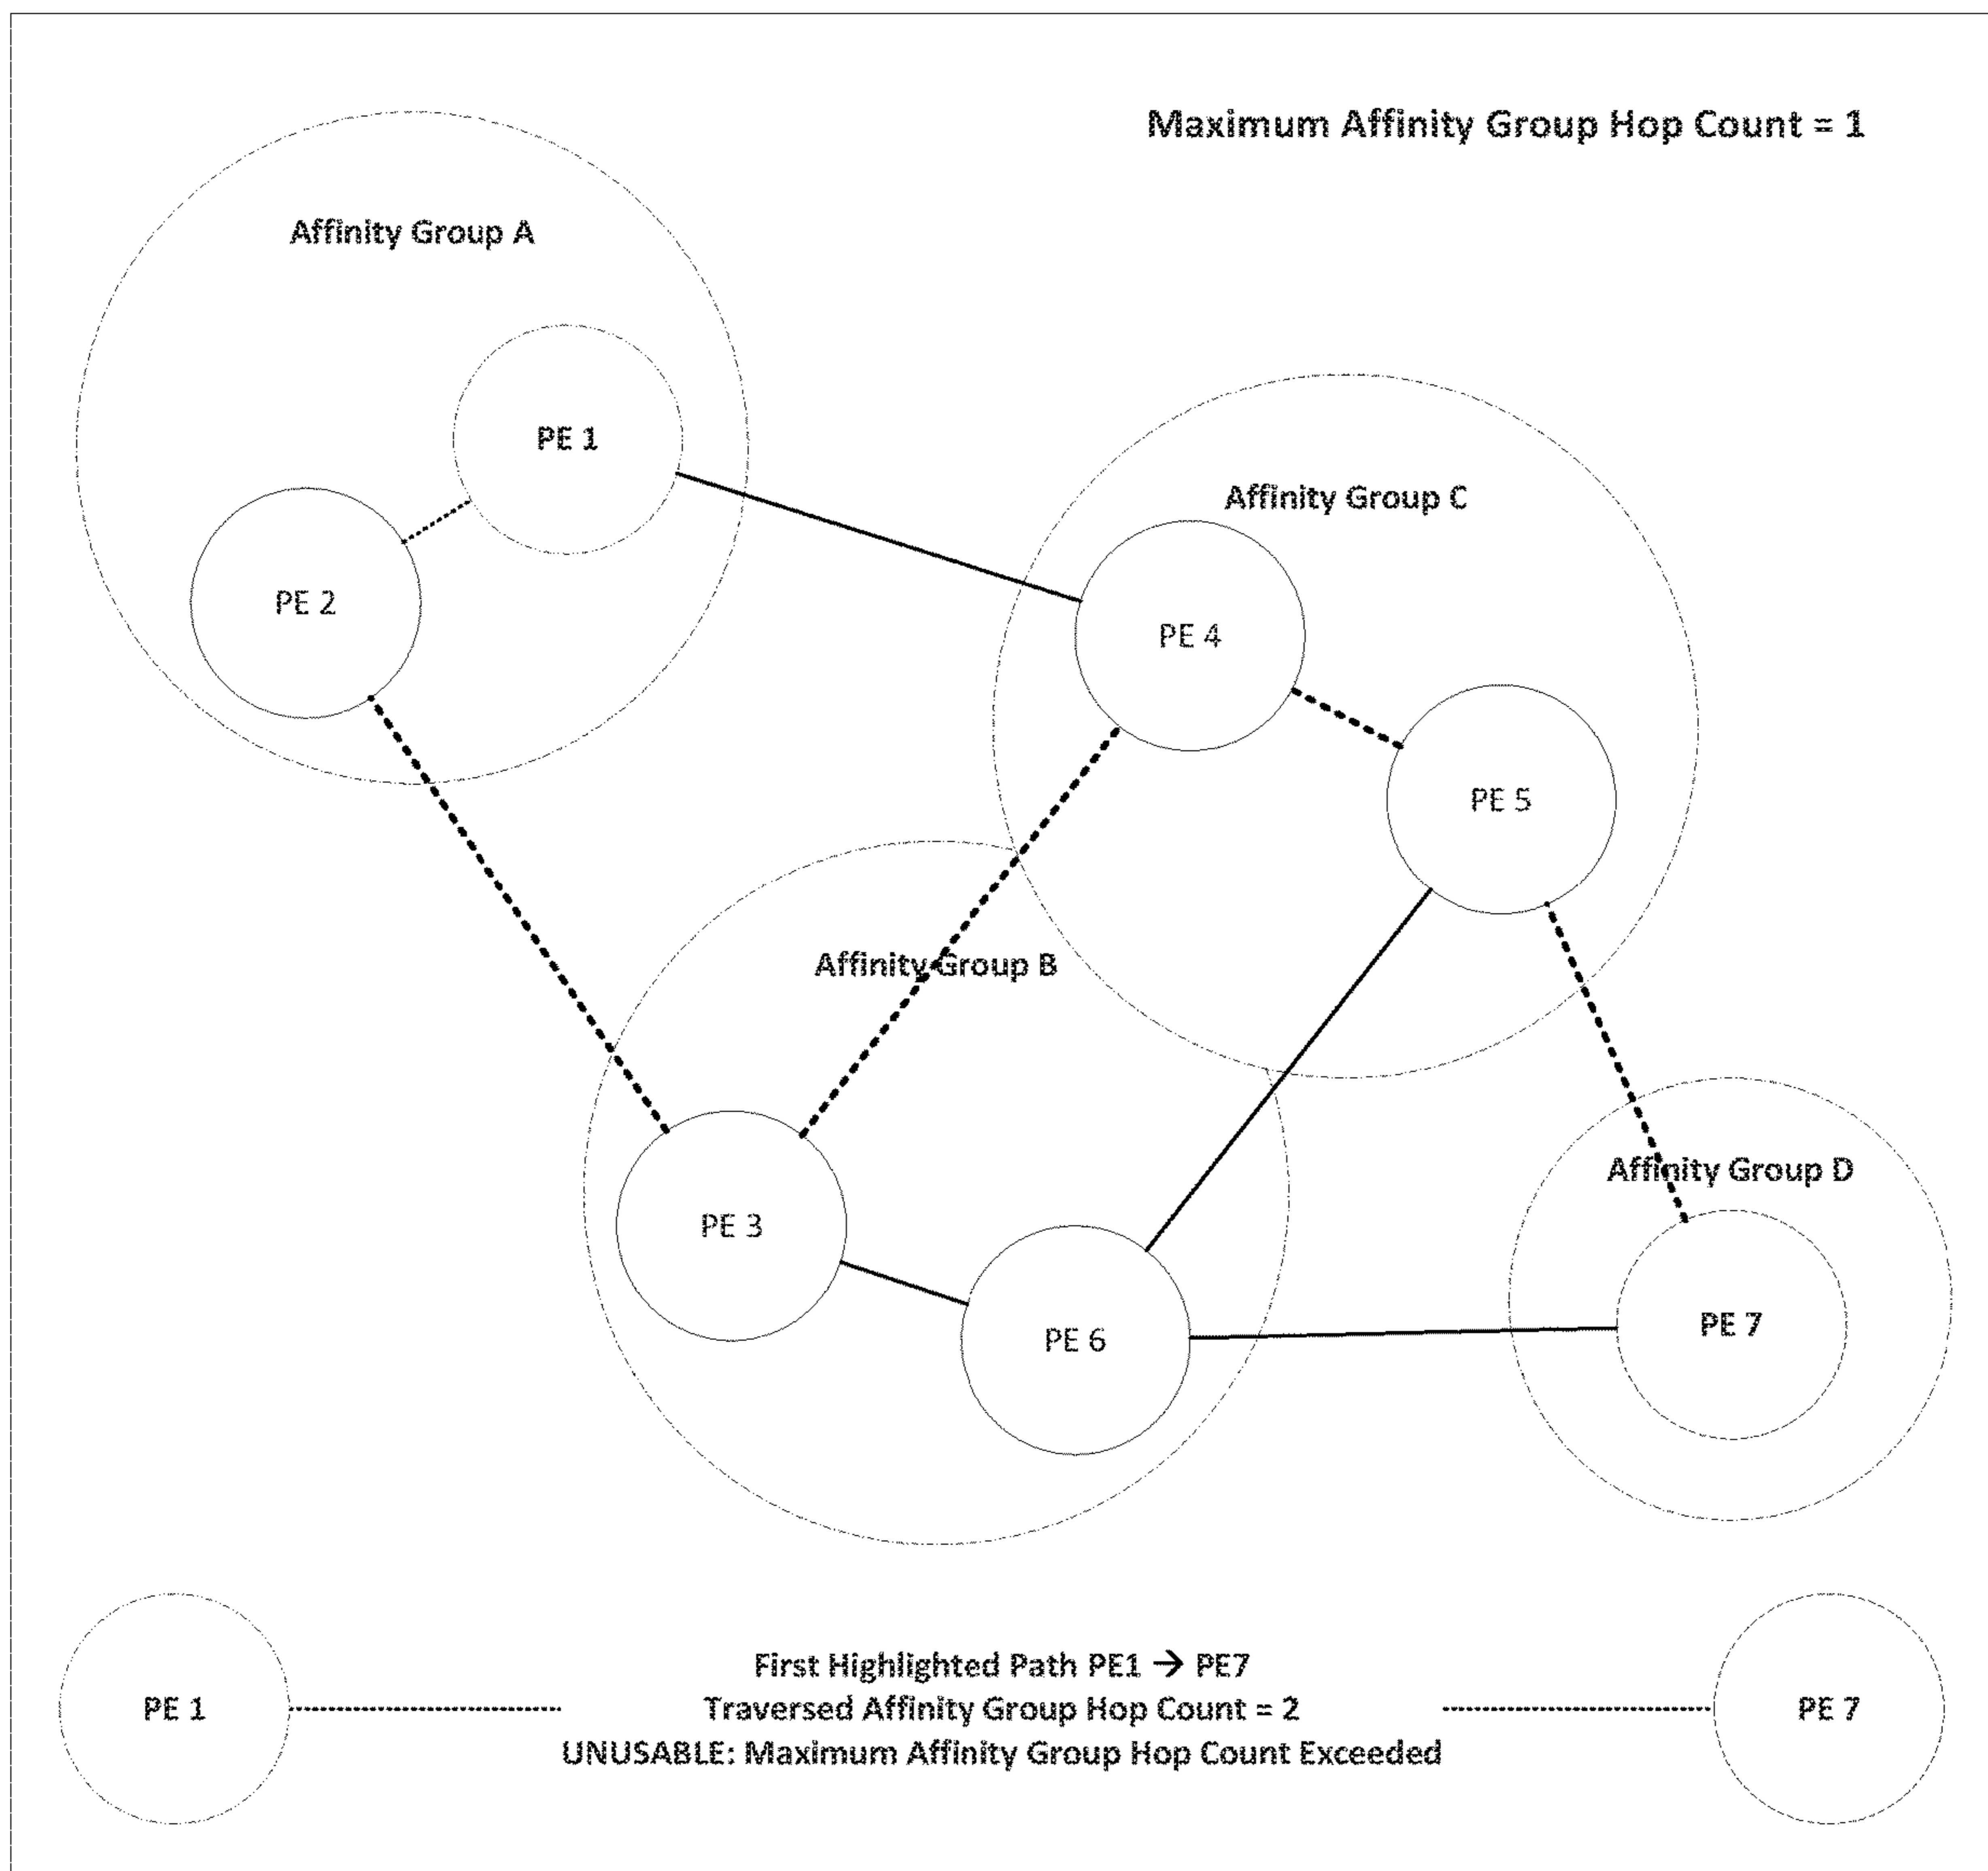 Maximum Affinity Group Hop Count = 1
Affinity Group A
PE 1
Affinity Group C
PE 2
PE 4
PE 5
Affinity Group B
Affinity Group D
PE 3
PE 6
PE 7
First Highlighted Path PE1 → PE7
PE 1
Traversed Affinity Group Hop Count = 2
PE 7
UNUSABLE: Maximum Affinity Group Hop Count Exceeded